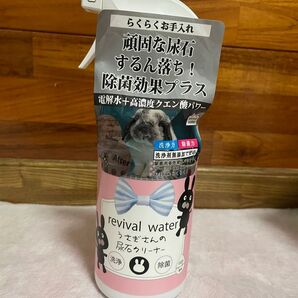 らくらくお手入れ
頑固な尿石
するん落ち！
除菌効果プラス
電解水＋高濃度クエン酸パワー
After
洗浄力
revival water
うさぎさんの
尿石クリーナー
洗浄
除菌